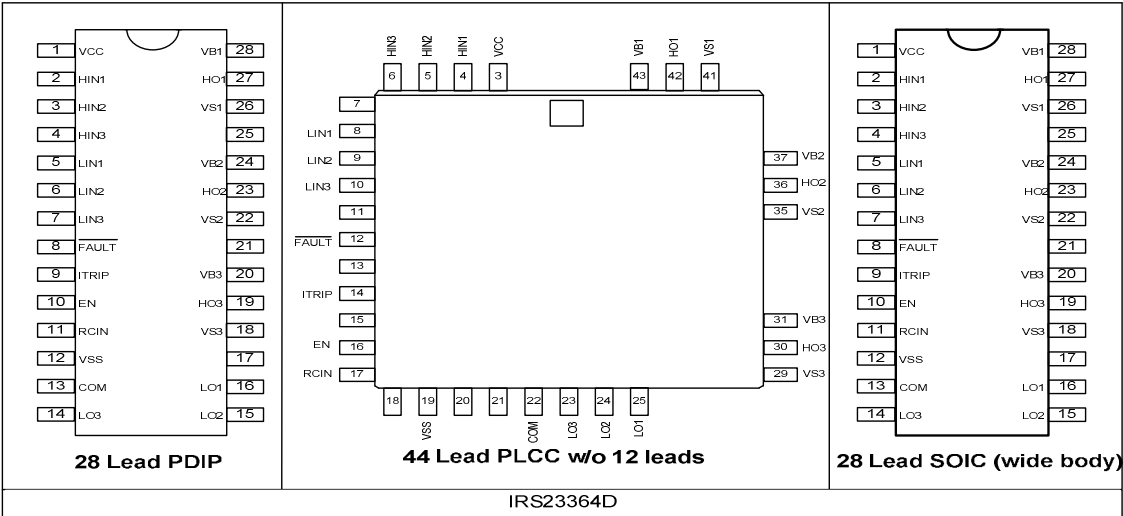 1 VCC VB1 28
2 HIN1 HO1 27
3 HIN2 VS1 26
4 HIN3 25
5 LIN1 VB2 24
6 LIN2 HO2 23
7 LIN3 VS2 22
8 FAULT 21
9 ITRIP VB3 20
10 EN HO3 19
11 RCIN VS3 18
12 VSS 17
13 COM LO1 16
14 LO3 LO2 15
28 Lead PDIP
HIN3 HIN2 HIN1 VCC VB1 HO1 VS1
6 5 4 3 43 42 41
7
LIN1 8
LIN2 9 37 VB2
LIN3 10 36 HO2
11 35 VS2
FAULT 12
13
ITRIP 14
15 31 VB3
EN 16 30 HO3
RCIN 17 29 VS3
18 19 20 21 22 23 24 25
VSS COM LO3 LO2 LO1
44 Lead PLCC w/o 12 leads
1 VCC VB1 28
2 HIN1 HO1 27
3 HIN2 VS1 26
4 HIN3 25
5 LIN1 VB2 24
6 LIN2 HO2 23
7 LIN3 VS2 22
8 FAULT 21
9 ITRIP VB3 20
10 EN HO3 19
11 RCIN VS3 18
12 VSS 17
13 COM LO1 16
14 LO3 LO2 15
28 Lead SOIC (wide body)
IRS23364D